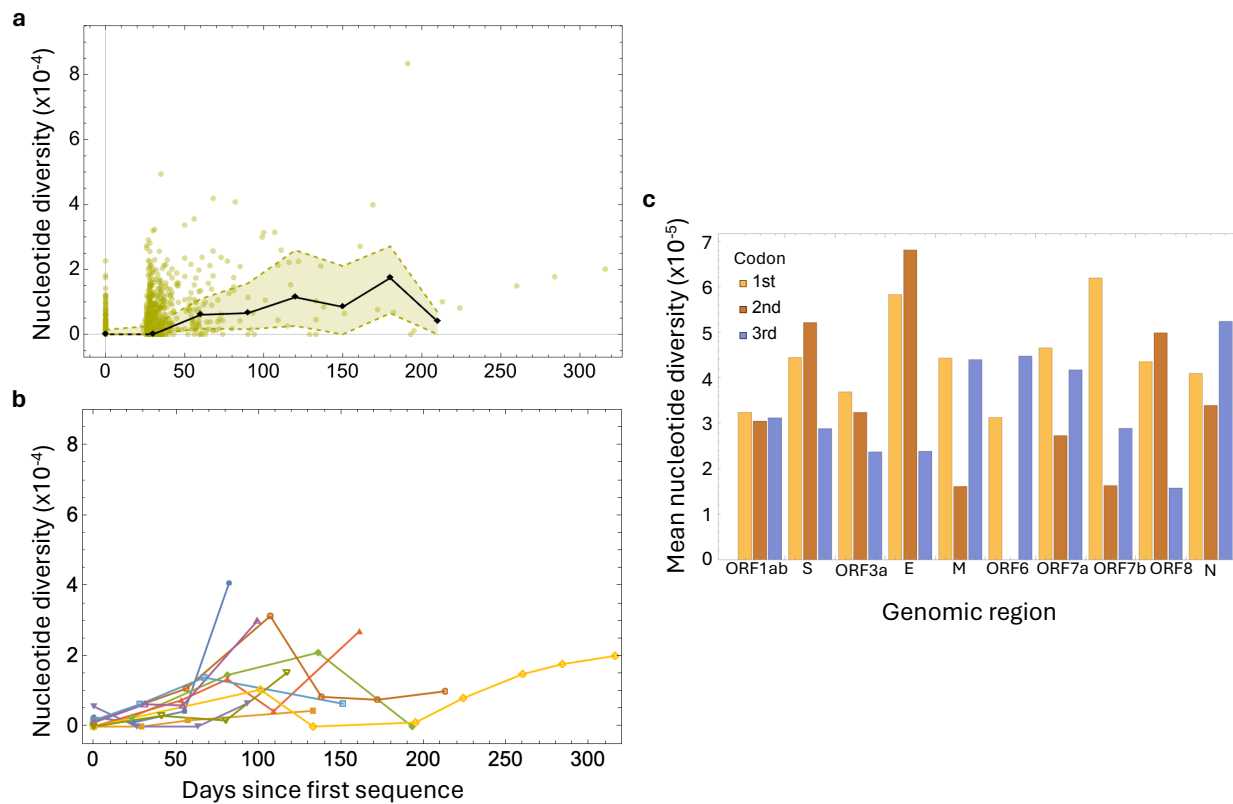 a
Nucleotide diversity (x10-4)
8
6
4
2
0
0 50 100 150 200 250 300
b
Nucleotide diversity (x10-4)
8
6
4
2
0
0 50 100 150 200 250 300
Days since first sequence
c
Mean nucleotide diversity (x10-5)
7
6
5
4
3
2
1
0
Codon
1st
2nd
3rd
ORF1ab S ORF3a E M ORF6 ORF7a ORF7b ORF8 N
Genomic region